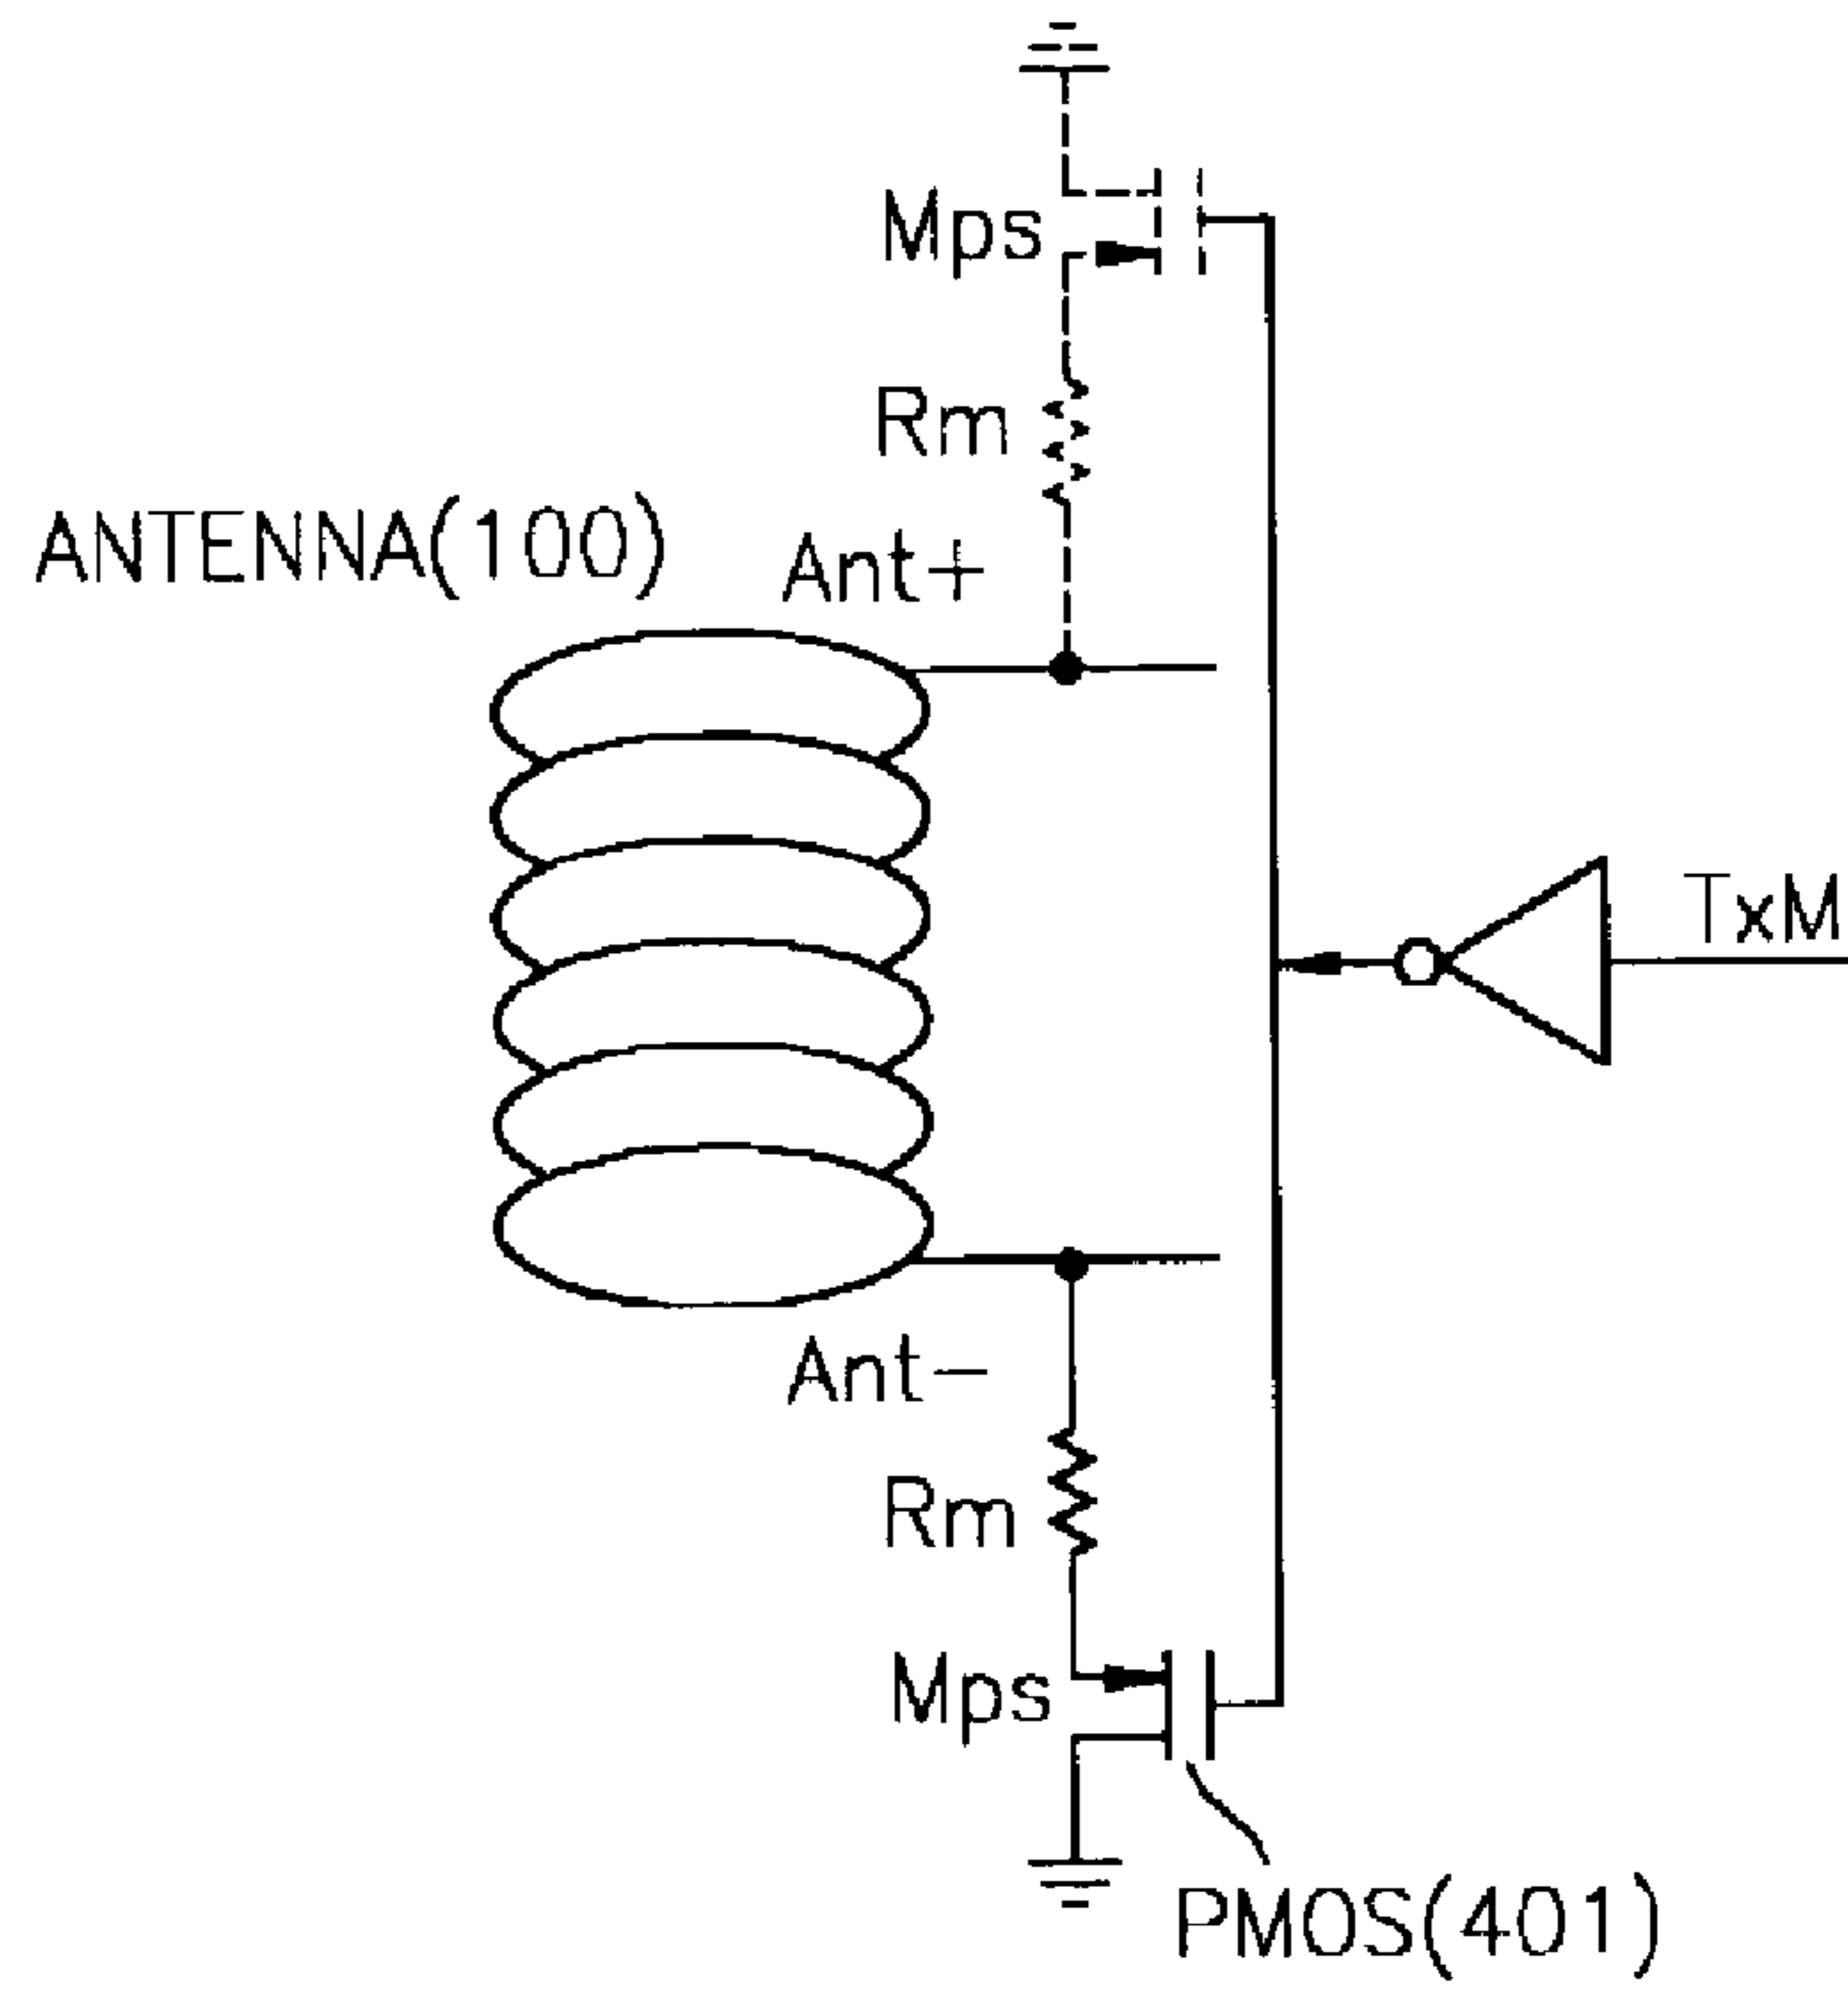 Mps
Rm
ANTENNA(100)
Ant+
TxM
Ant-
Rm
Mps
PMOS(401)